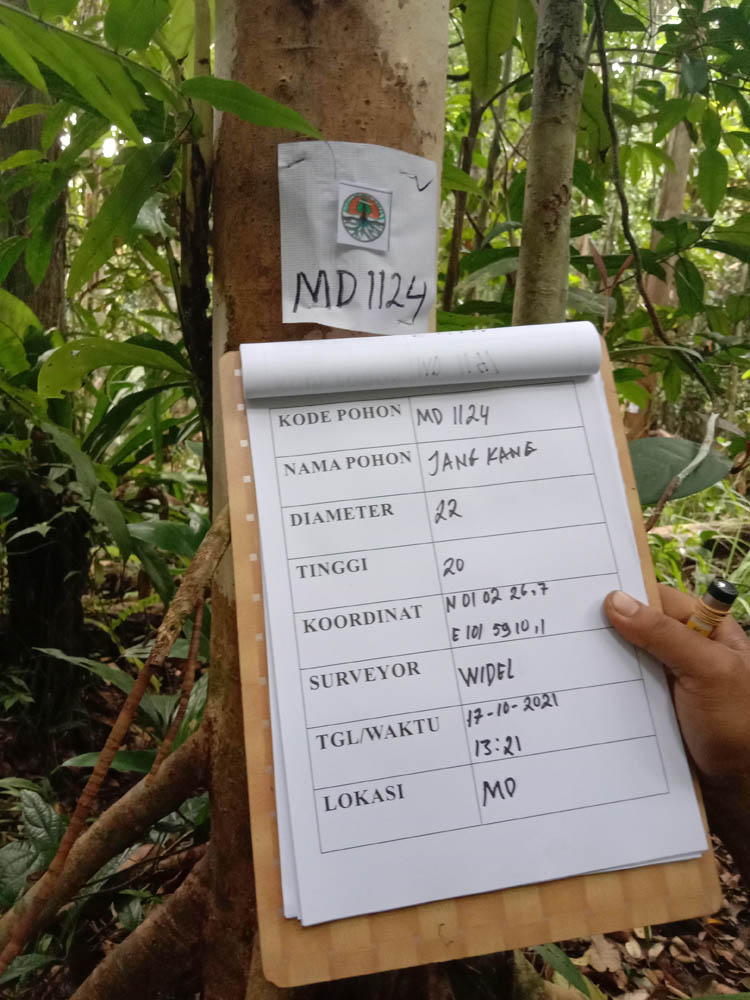 MD 1124
KODE POHON MD 1124
NAMA POHON JANG KANG
DIAMETER 22
TINGGI 20
KOORDINAT N 01 02 26,7
E 101 59 10,1
SURVEYOR WIDEL
TGL/WAKTU 17-10-2021
13:21
LOKASI MD